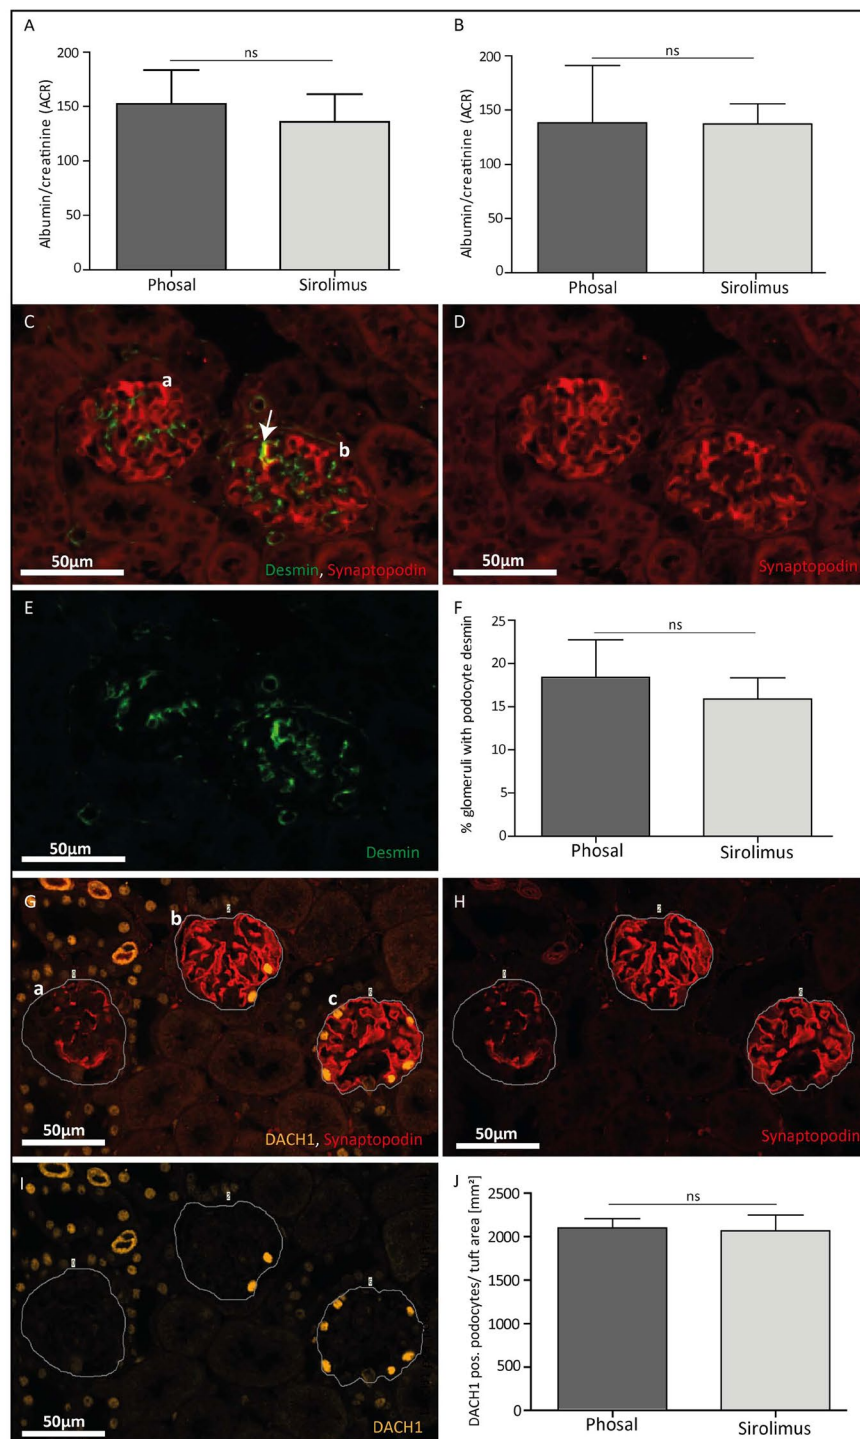 A
ns
Albumin/creatinine (ACR)
200
150
100
50
0
Phosal
Sirolimus
B
ns
Albumin/creatinine (ACR)
200
150
100
50
0
Phosal
Sirolimus
C
a
b
50µm
Desmin, Synaptopodin
D
50µm
Synaptopodin
E
50µm
Desmin
F
ns
% glomeruli with podocyte desmin
25
20
15
10
5
0
Phosal
Sirolimus
G
a
b
c
50µm
DACH1, Synaptopodin
H
50µm
Synaptopodin
I
50µm
DACH1
J
ns
DACH1 pos. podocytes/ tuft area [mm²]
2500
2000
1500
1000
500
0
Phosal
Sirolimus